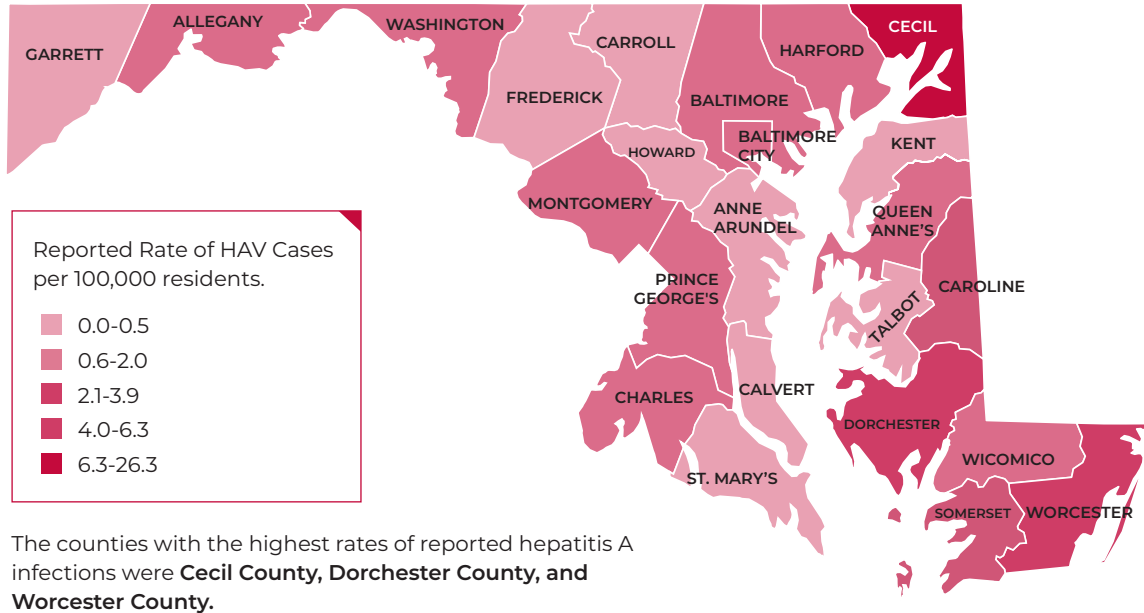 ALLEGANY
WASHINGTON
CECIL
GARRETT
CARROLL
HARFORD
FREDERICK
BALTIMORE
BALTIMORE
CITY
KENT
HOWARD
MONTGOMERY
ANNE
ARUNDEL
QUEEN
ANNE'S
PRINCE
GEORGE'S
CAROLINE
TALBOT
CALVERT
CHARLES
DORCHESTER
WICOMICO
ST. MARY'S
SOMERSET
WORCESTER
Reported Rate of HAV Cases
per 100,000 residents.
0.0-0.5
0.6-2.0
2.1-3.9
4.0-6.3
6.3-26.3
The counties with the highest rates of reported hepatitis A
infections were Cecil County, Dorchester County, and
Worcester County.